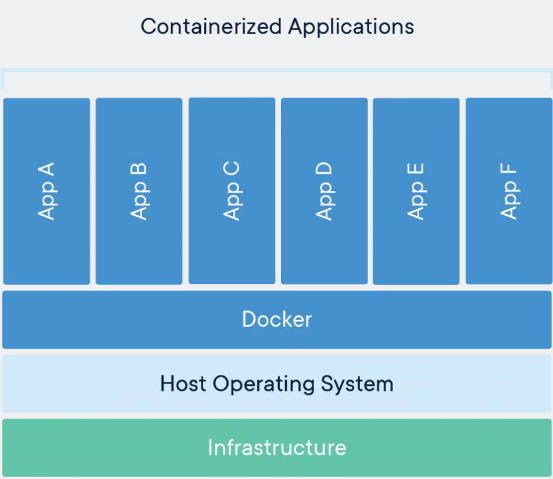 Containerized Applications
App A
App B
App C
App D
App E
App F
Docker
Host Operating System
Infrastructure